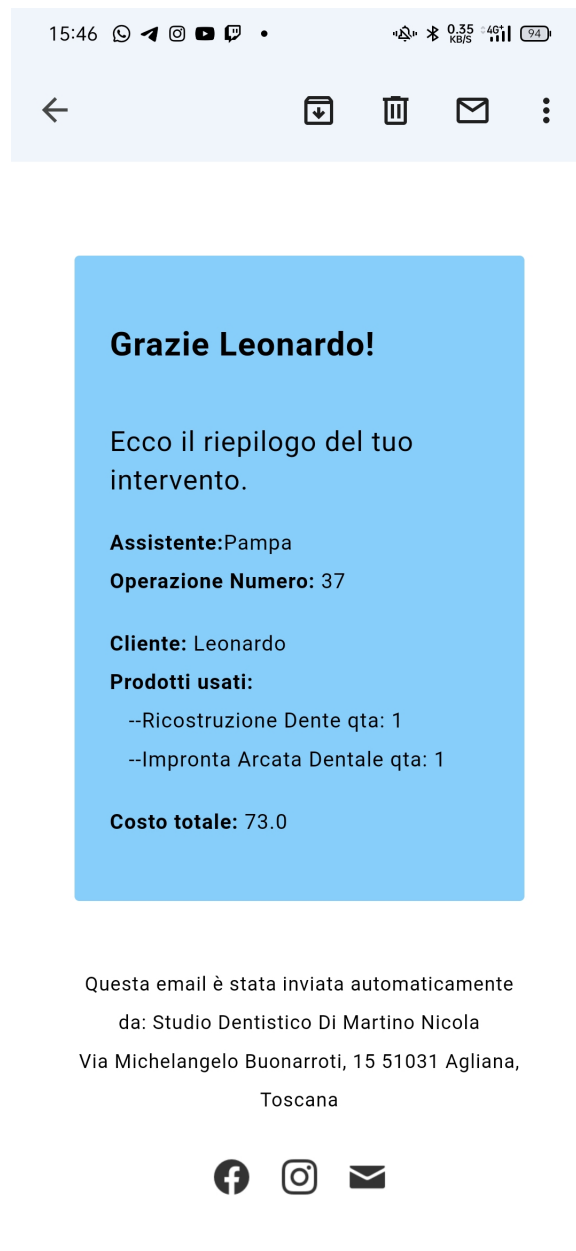 15:46
0.35
KB/S
4G+
94
Grazie Leonardo!
Ecco il riepilogo del tuo
intervento.
Assistente:Pampa
Operazione Numero: 37
Cliente: Leonardo
Prodotti usati:
--Ricostruzione Dente qta: 1
--Impronta Arcata Dentale qta: 1
Costo totale: 73.0
Questa email è stata inviata automaticamente
da: Studio Dentistico Di Martino Nicola
Via Michelangelo Buonarroti, 15 51031 Agliana,
Toscana